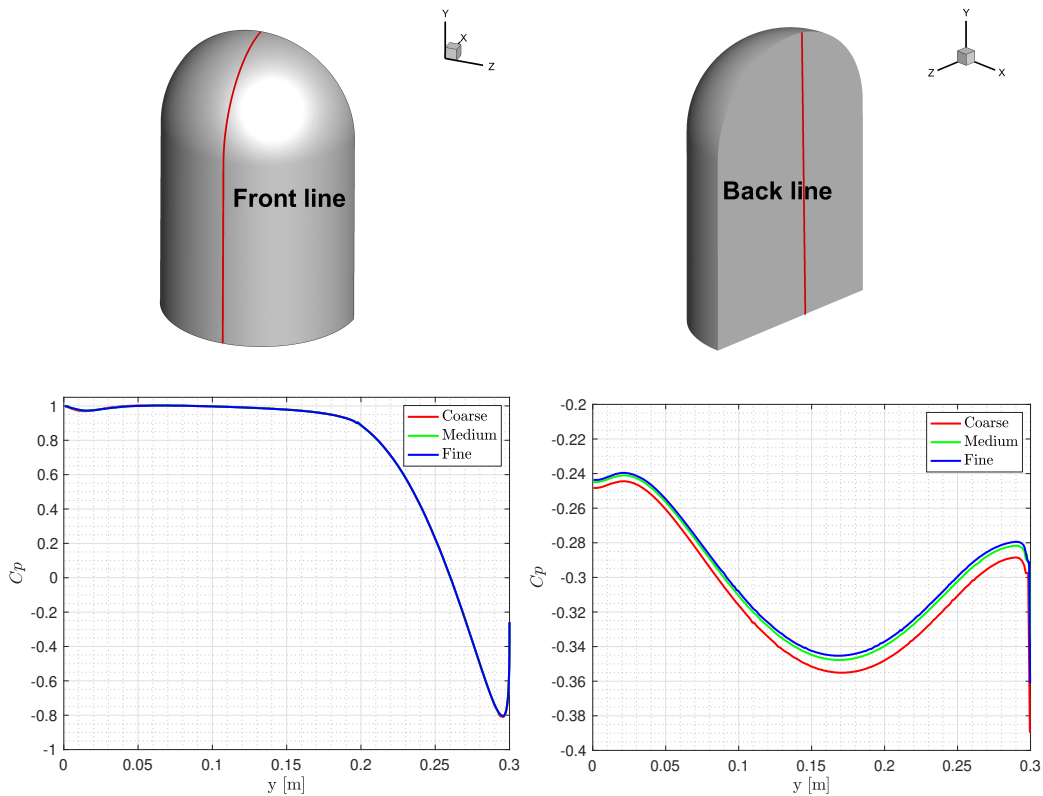 Y
X
Z
Front line
Y
Z
X
Back line
1
0.8
0.6
0.4
0.2
0
-0.2
-0.4
-0.6
-0.8
-1
Cp
0
0.05
0.1
0.15
0.2
0.25
0.3
y [m]
Coarse
Medium
Fine
-0.2
-0.22
-0.24
-0.26
-0.28
-0.3
-0.32
-0.34
-0.36
-0.38
-0.4
Cp
0
0.05
0.1
0.15
0.2
0.25
0.3
y [m]
Coarse
Medium
Fine